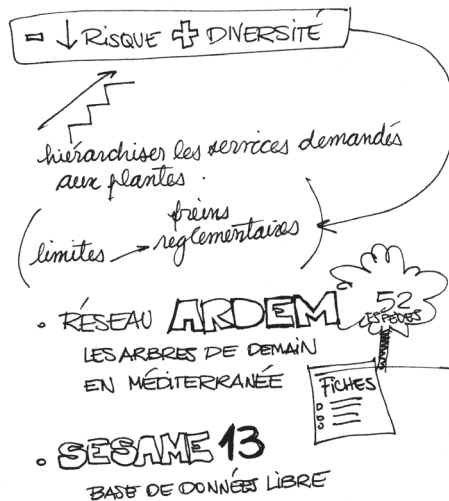 - ↓ RISQUE + DIVERSITÉ
hiérarchiser les services demandés
aux plantes.
freins
(limites → réglementaires)
52
ESPÈCES
• RÉSEAU ARDEM
LES ARBRES DE DEMAIN
EN MÉDITERRANÉE
FICHES
• SESAME 13
BASE DE DONNÉES LIBRE